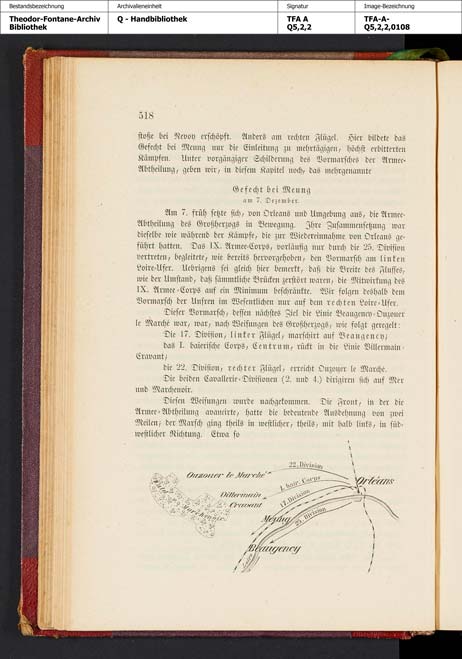 Bestandsbezeichnung
Theodor-Fontane-Archiv
Bibliothek
Archivalieneinheit
Q - Handbibliothek
Signatur
TFA A
Q5,2,2
Image-Bezeichnung
TFA-A-
Q5,2,2,0108
518
stoße bei Nevoy erschöpft. Anders am rechten Flügel. Hier bildete das
Gefecht bei Meung nur die Einleitung zu mehrtägigen, höchst erbitterten
Kämpfen. Unter vorgängiger Schilderung des Vormarsches der Armee-
Abtheilung, geben wir, in diesem Kapitel noch, das mehrgenannte
Gefecht bei Meung
am 7. Dezember.
Am 7. früh setzte sich, von Orleans und Umgebung aus, die Armee-
Abtheilung des Großherzogs in Bewegung. Ihre Zusammensetzung war
dieselbe wie während der Kämpfe, die zur Wiedereinnahme von Orleans ge-
führt hatten. Das IX. Armee-Corps, vorläufig nur durch die 25. Division
vertreten, begleitete, wie bereits hervorgehoben, den Vormarsch am linken
Loire-Ufer. Uebrigens sei gleich hier bemerkt, daß die Breite des Flusses,
wie der Umstand, daß sämmtliche Brücken zerstört waren, die Mitwirkung des
IX. Armee-Corps auf ein Minimum beschränkte. Wir folgen deshalb dem
Vormarsch der Unsren im Wesentlichen nur auf dem rechten Loire-Ufer.
Dieser Vormarsch, dessen nächstes Ziel die Linie Beaugency-Ouzouer
le Marché war, war, nach Weisungen des Großherzogs, wie folgt geregelt:
Die 17. Division, linker Flügel, marschirt auf Beaugency;
das I. bairische Corps, Centrum, rückt in die Linie Villermain-
Cravant;
die 22. Division, rechter Flügel, erreicht Ouzouer le Marche.
Die beiden Cavallerie-Divisionen (2. und 4.) dirigiren sich auf Mer
und Marchenoir.
Diesen Weisungen wurde nachgekommen. Die Front, in der die
Armee-Abtheilung avancirte, hatte die bedeutende Ausdehnung von zwei
Meilen; der Marsch ging theils in westlicher, theils, mit halb links, in süd-
westlicher Richtung. Etwa so
22. Division
Ouzouer le Marché
Orléans
1. bair. Corps
Villermain
Cravant
17. Division
Marchenoir
Meung
25. Division
Beaugency